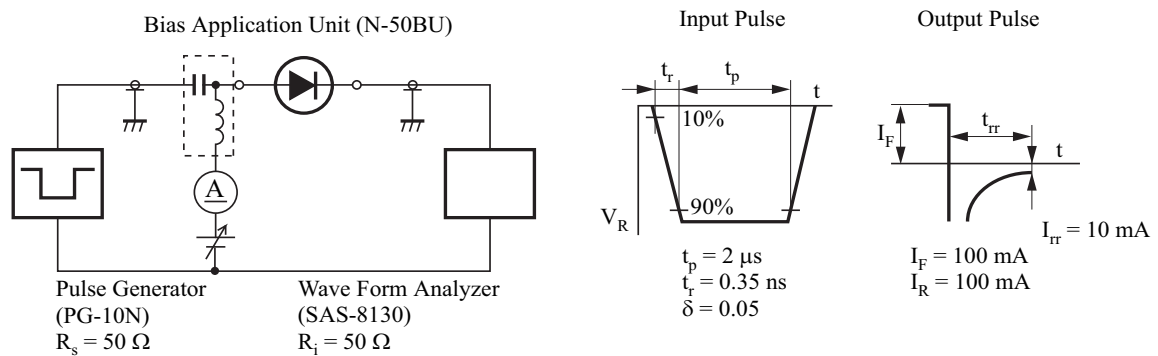 Bias Application Unit (N-50BU)
A
Pulse Generator
(PG-10N)
R_s = 50 Ω
Wave Form Analyzer
(SAS-8130)
R_i = 50 Ω
Input Pulse
t_r
t_p
t
10%
90%
V_R
t_p = 2 μs
t_r = 0.35 ns
δ = 0.05
Output Pulse
I_F
t_rr
t
I_rr = 10 mA
I_F = 100 mA
I_R = 100 mA